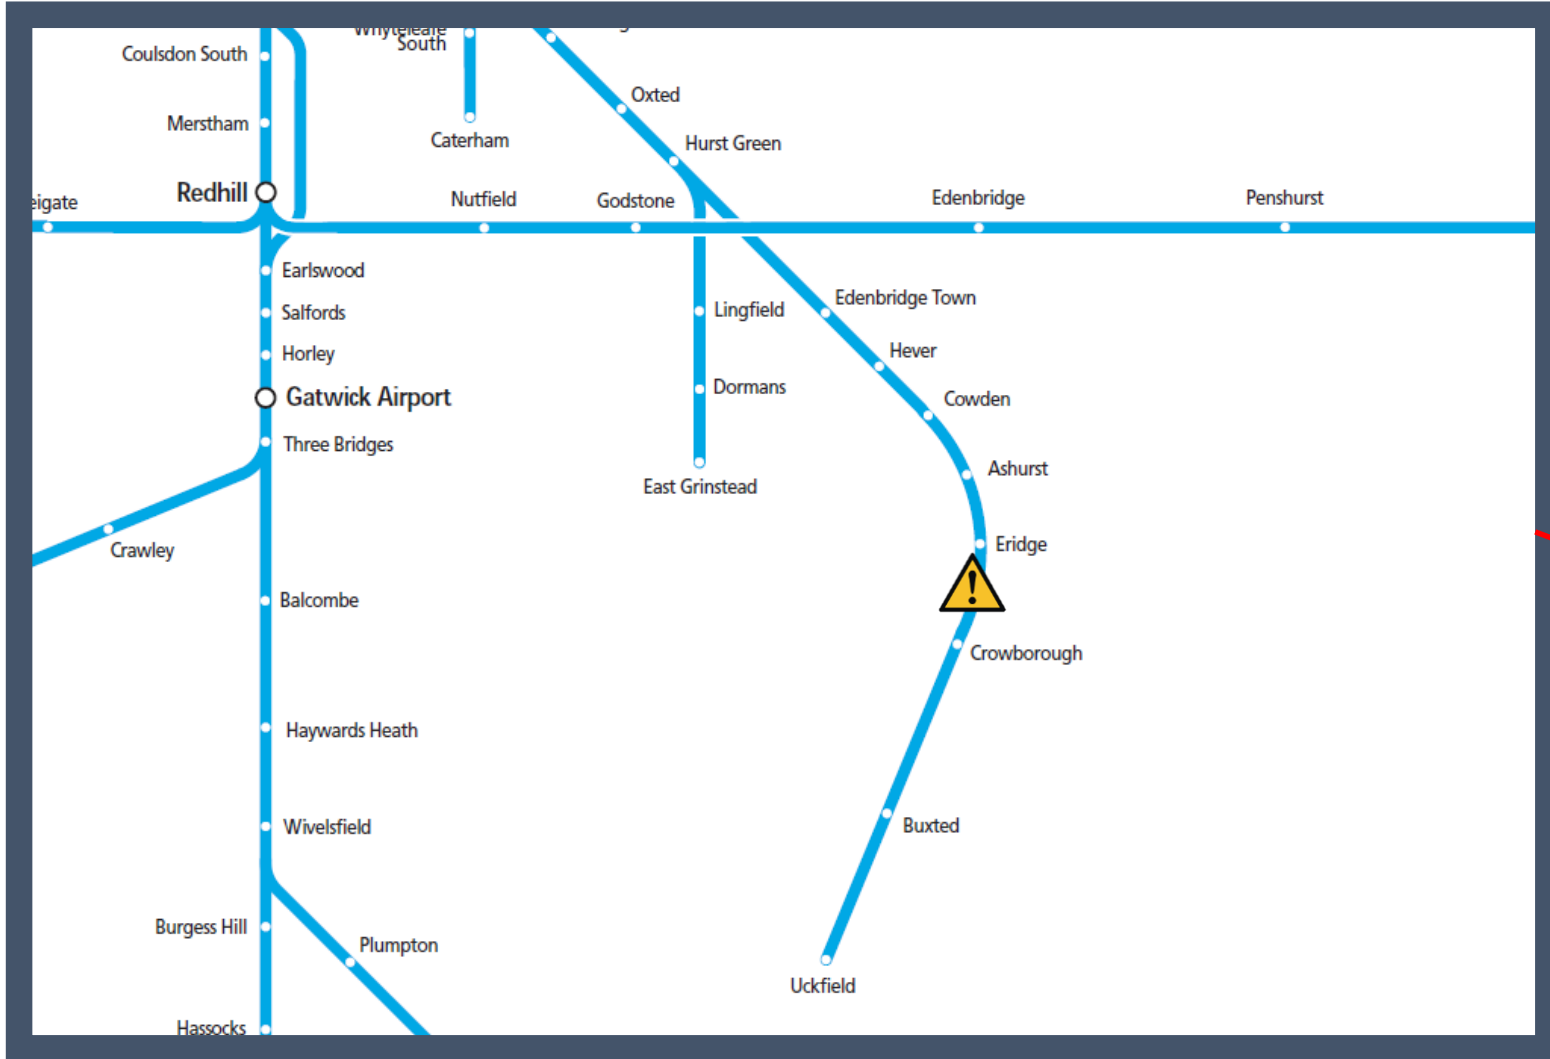 Whyteleafe
South
Coulsdon South
Oxted
Merstham
Caterham
Hurst Green
Redhill
eigate
Nutfield
Godstone
Edenbridge
Penshurst
Earlswood
Salfords
Lingfield
Edenbridge Town
Horley
Hever
Gatwick Airport
Dormans
Cowden
Three Bridges
Ashurst
East Grinstead
Crawley
Eridge
Balcombe
Crowborough
Haywards Heath
Wivelsfield
Buxted
Burgess Hill
Plumpton
Uckfield
Hassocks